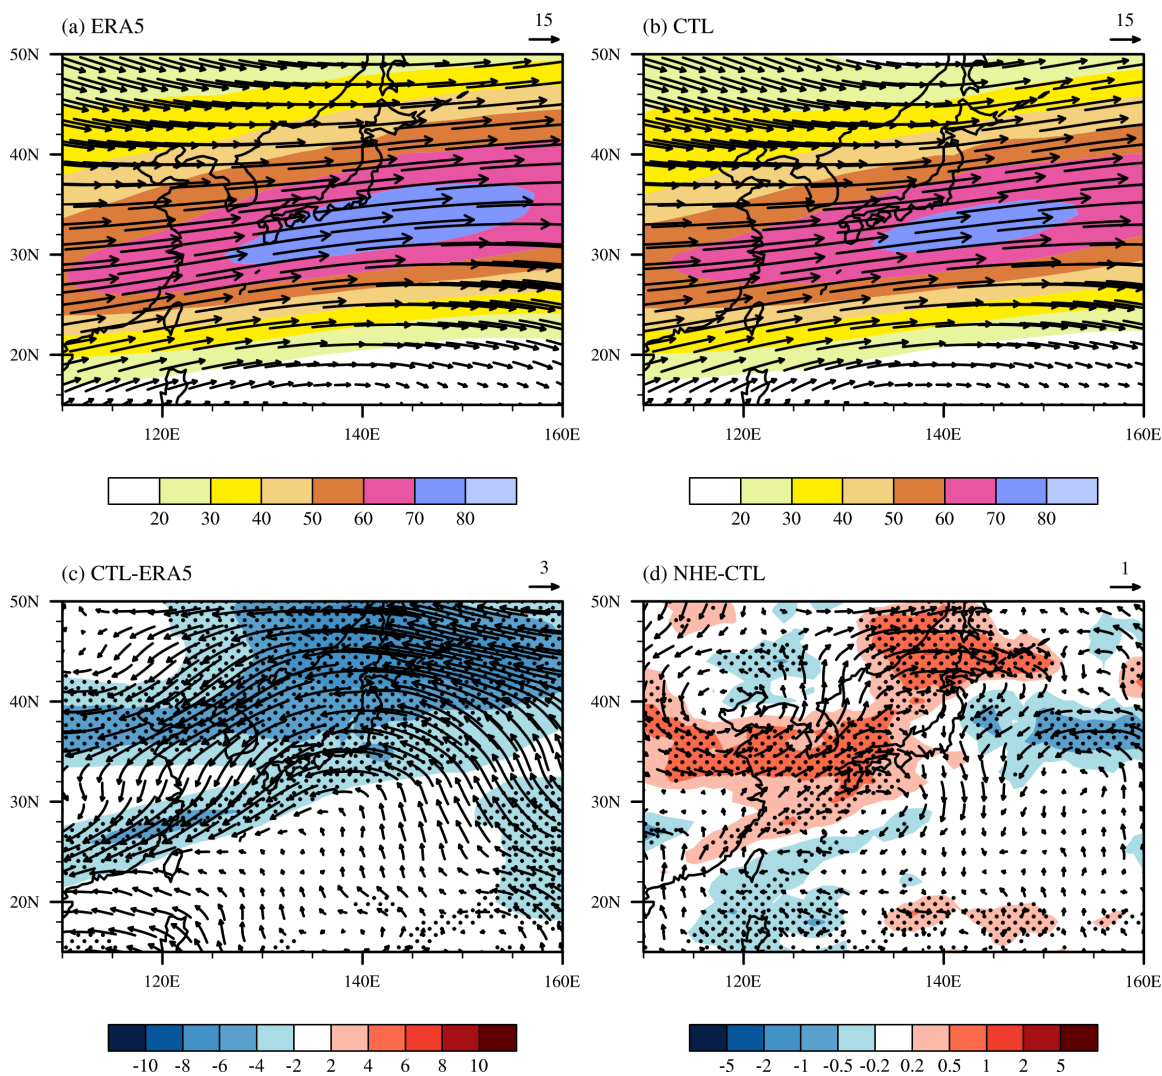 (a) ERA5 15
(b) CTL 15
50N
40N
30N
20N
120E 140E 160E
50N
40N
30N
20N
120E 140E 160E
20 30 40 50 60 70 80
20 30 40 50 60 70 80
(c) CTL-ERA5 3
(d) NHE-CTL 1
50N
40N
30N
20N
120E 140E 160E
50N
40N
30N
20N
120E 140E 160E
-10 -8 -6 -4 -2 2 4 6 8 10
-5 -2 -1 -0.5 -0.2 0.2 0.5 1 2 5